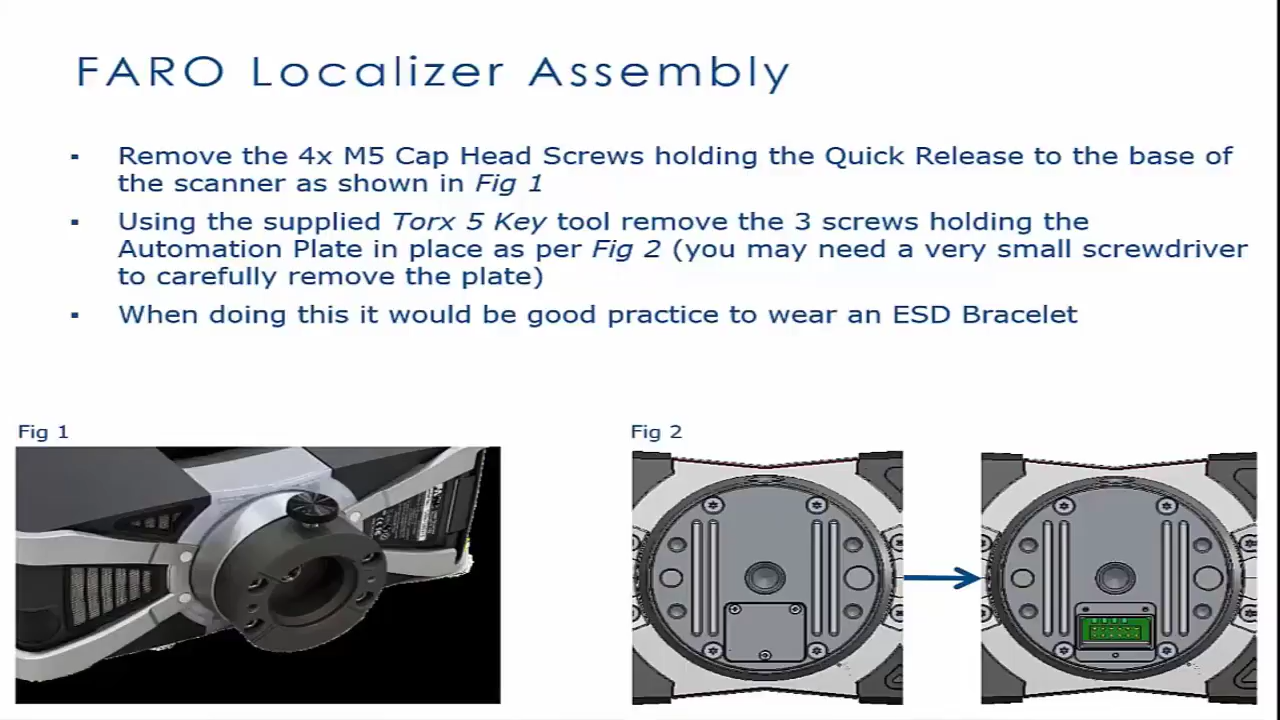 FARO Localizer Assembly
▪ Remove the 4x M5 Cap Head Screws holding the Quick Release to the base of
the scanner as shown in Fig 1
▪ Using the supplied Torx 5 Key tool remove the 3 screws holding the
Automation Plate in place as per Fig 2 (you may need a very small screwdriver
to carefully remove the plate)
▪ When doing this it would be good practice to wear an ESD Bracelet
Fig 1
Fig 2